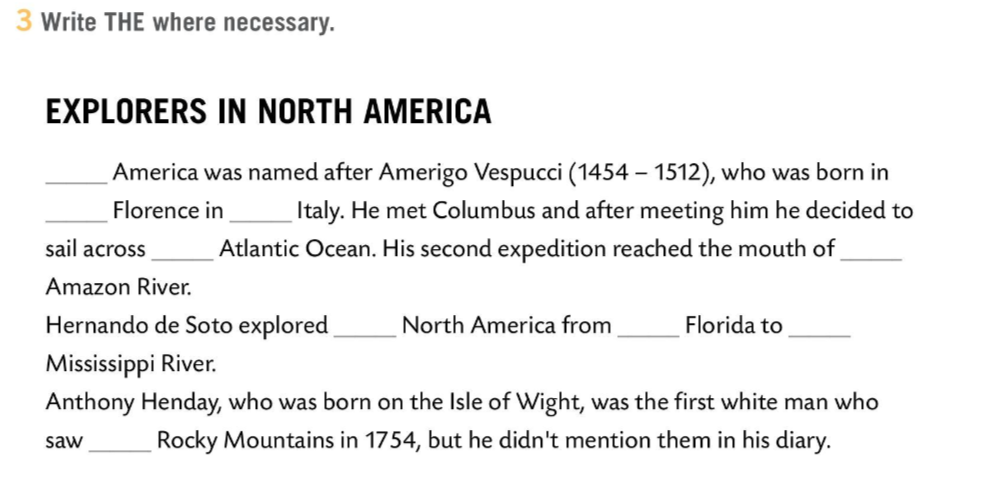 3 Write THE where necessary.
EXPLORERS IN NORTH AMERICA
______ America was named after Amerigo Vespucci (1454 – 1512), who was born in
______ Florence in ______ Italy. He met Columbus and after meeting him he decided to
sail across ______ Atlantic Ocean. His second expedition reached the mouth of ______
Amazon River.
Hernando de Soto explored ______ North America from ______ Florida to ______
Mississippi River.
Anthony Henday, who was born on the Isle of Wight, was the first white man who
saw ______ Rocky Mountains in 1754, but he didn't mention them in his diary.